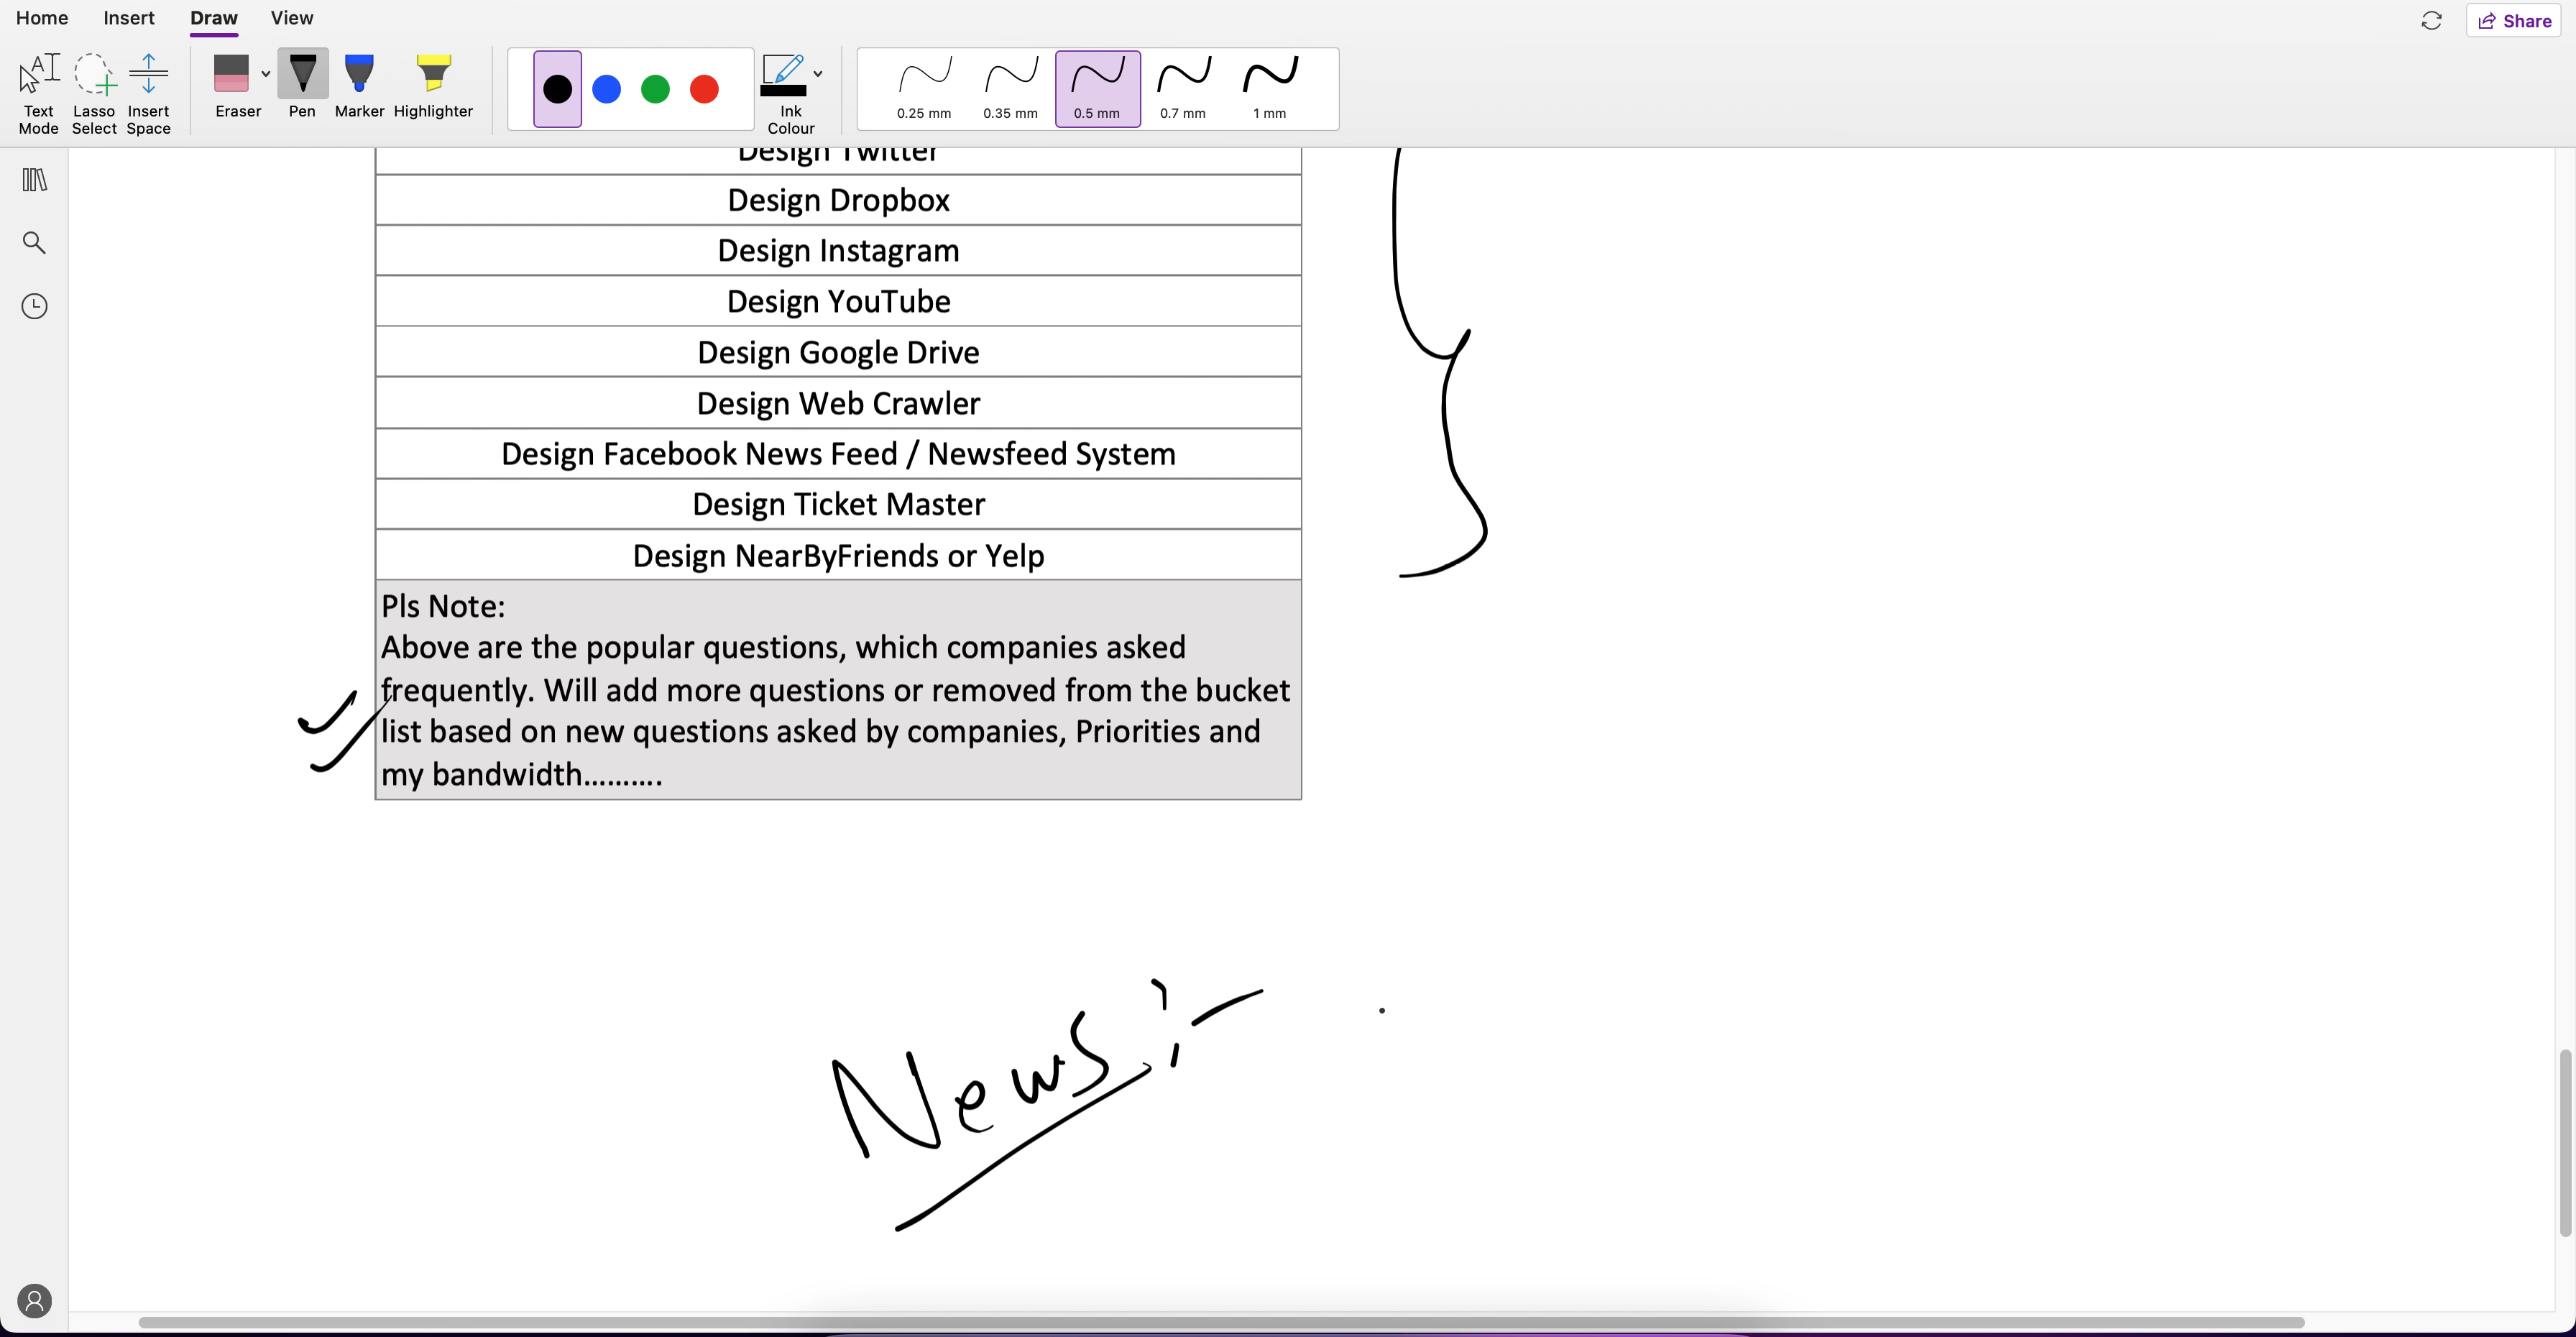 Home Insert Draw View
Share
Text Mode
Lasso Select
Insert Space
Eraser
Pen
Marker
Highlighter
Ink Colour
0.25 mm
0.35 mm
0.5 mm
0.7 mm
1 mm
Design Twitter
Design Dropbox
Design Instagram
Design YouTube
Design Google Drive
Design Web Crawler
Design Facebook News Feed / Newsfeed System
Design Ticket Master
Design NearByFriends or Yelp
Pls Note:
Above are the popular questions, which companies asked
frequently. Will add more questions or removed from the bucket
list based on new questions asked by companies, Priorities and
my bandwidth..........
News:-